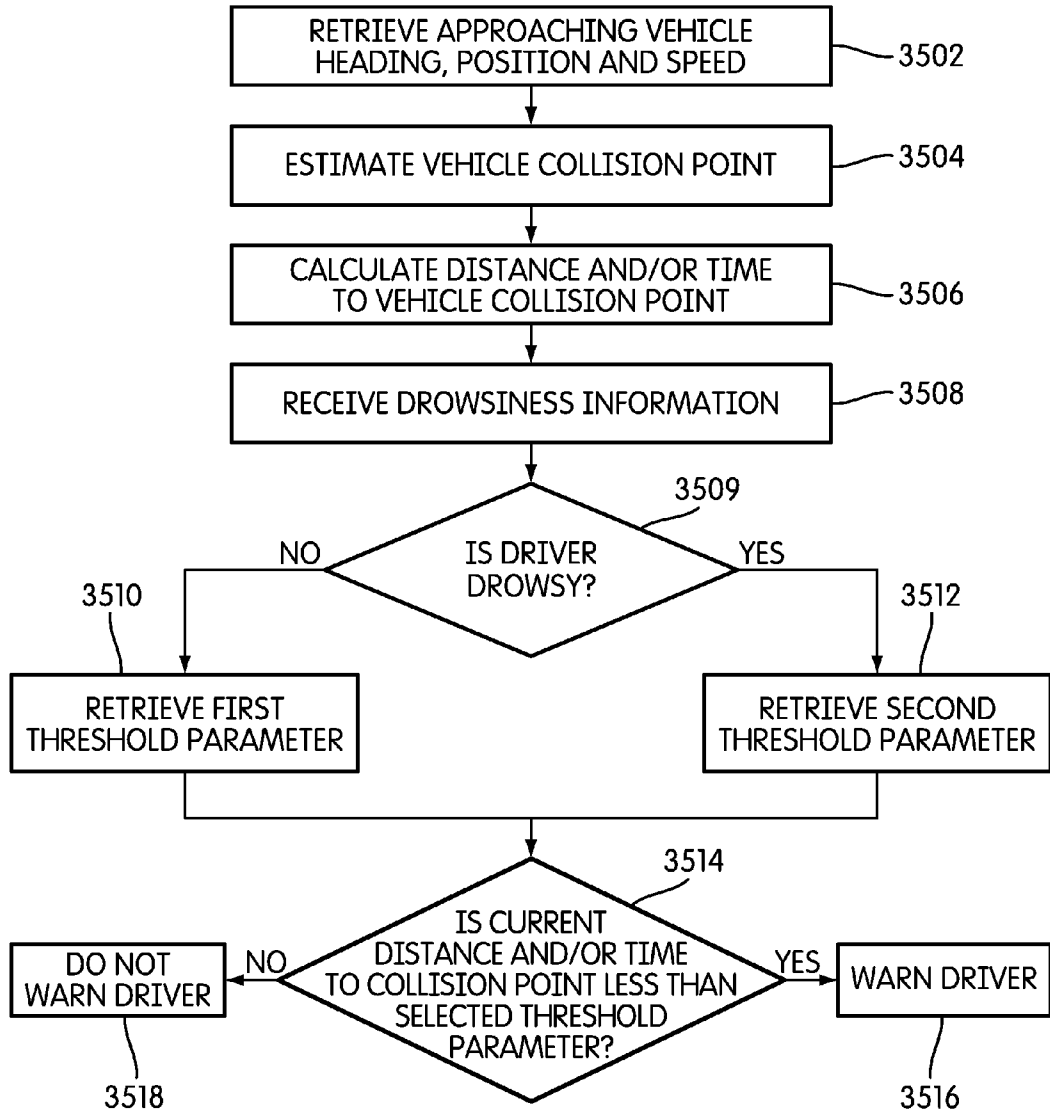 RETRIEVE APPROACHING VEHICLE
HEADING, POSITION AND SPEED
3502
ESTIMATE VEHICLE COLLISION POINT
3504
CALCULATE DISTANCE AND/OR TIME
TO VEHICLE COLLISION POINT
3506
RECEIVE DROWSINESS INFORMATION
3508
3509
IS DRIVER
DROWSY?
NO
YES
3510
3512
RETRIEVE FIRST
THRESHOLD PARAMETER
RETRIEVE SECOND
THRESHOLD PARAMETER
3514
IS CURRENT
DISTANCE AND/OR TIME
TO COLLISION POINT LESS THAN
SELECTED THRESHOLD
PARAMETER?
NO
YES
DO NOT
WARN DRIVER
WARN DRIVER
3518
3516